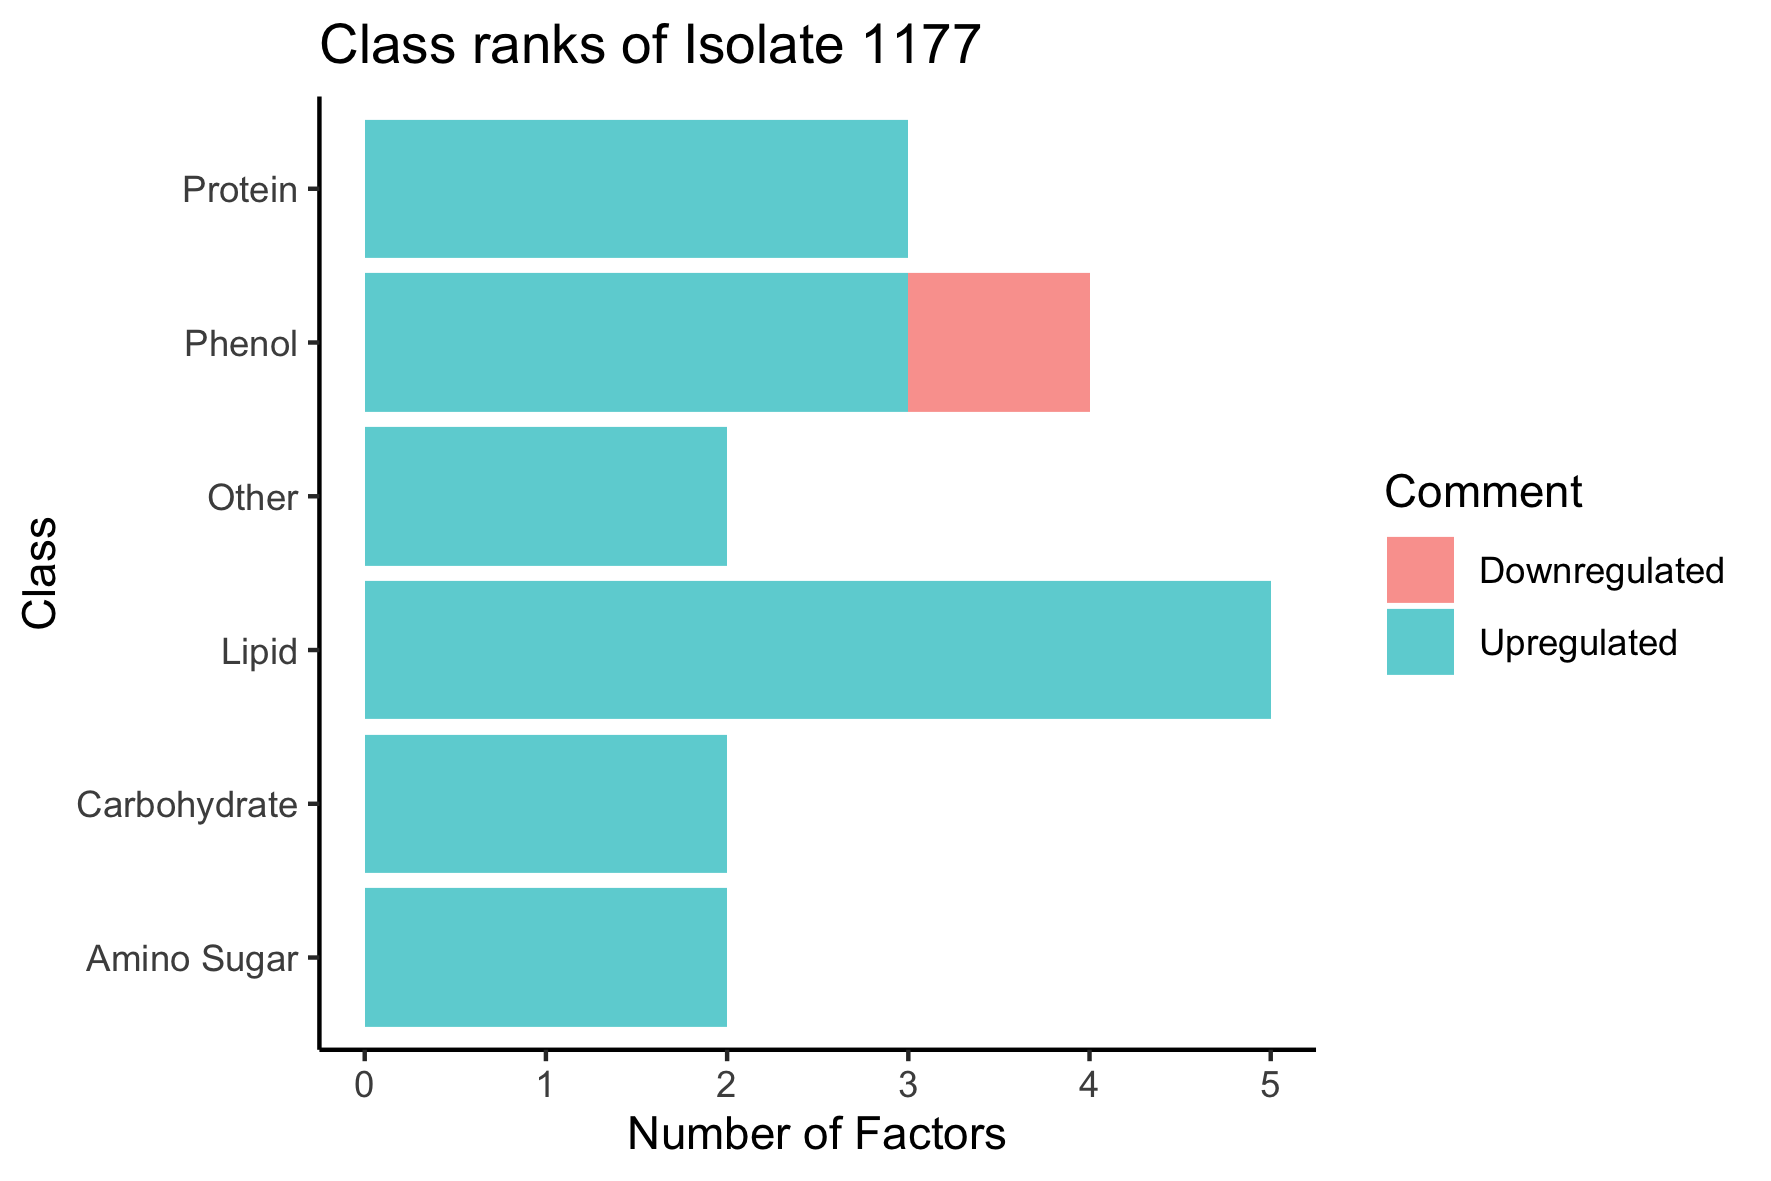 Class ranks of Isolate 1177
Protein
Phenol
Other
Lipid
Carbohydrate
Amino Sugar
Class
0 1 2 3 4 5
Number of Factors
Comment
Downregulated
Upregulated